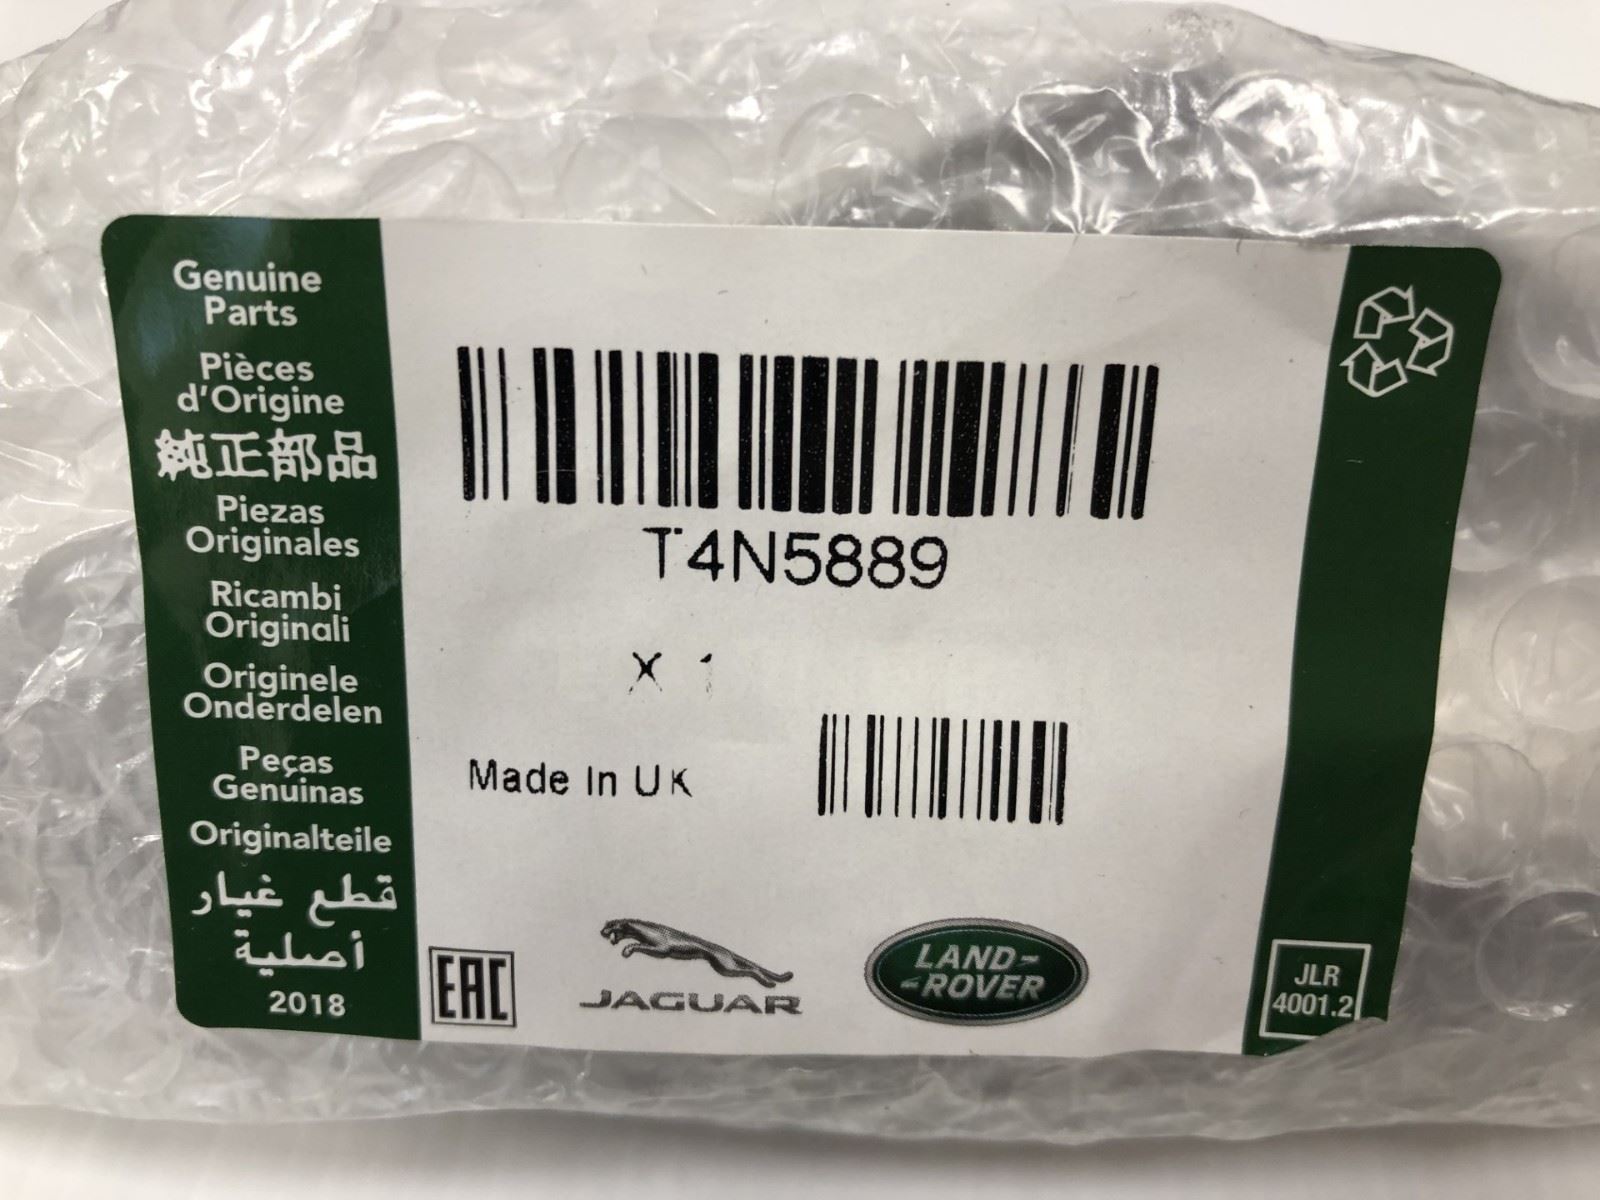 Genuine
Parts
Pièces
d'Origine
純正部品
Piezas
Originales
Ricambi
Originali
Originele
Onderdelen
Peças
Genuinas
Originalteile
قطع غيار
أصلية
2018
T4N5889
X 1
Made In UK
EAC
JAGUAR
LAND-
-ROVER
JLR
4001.2